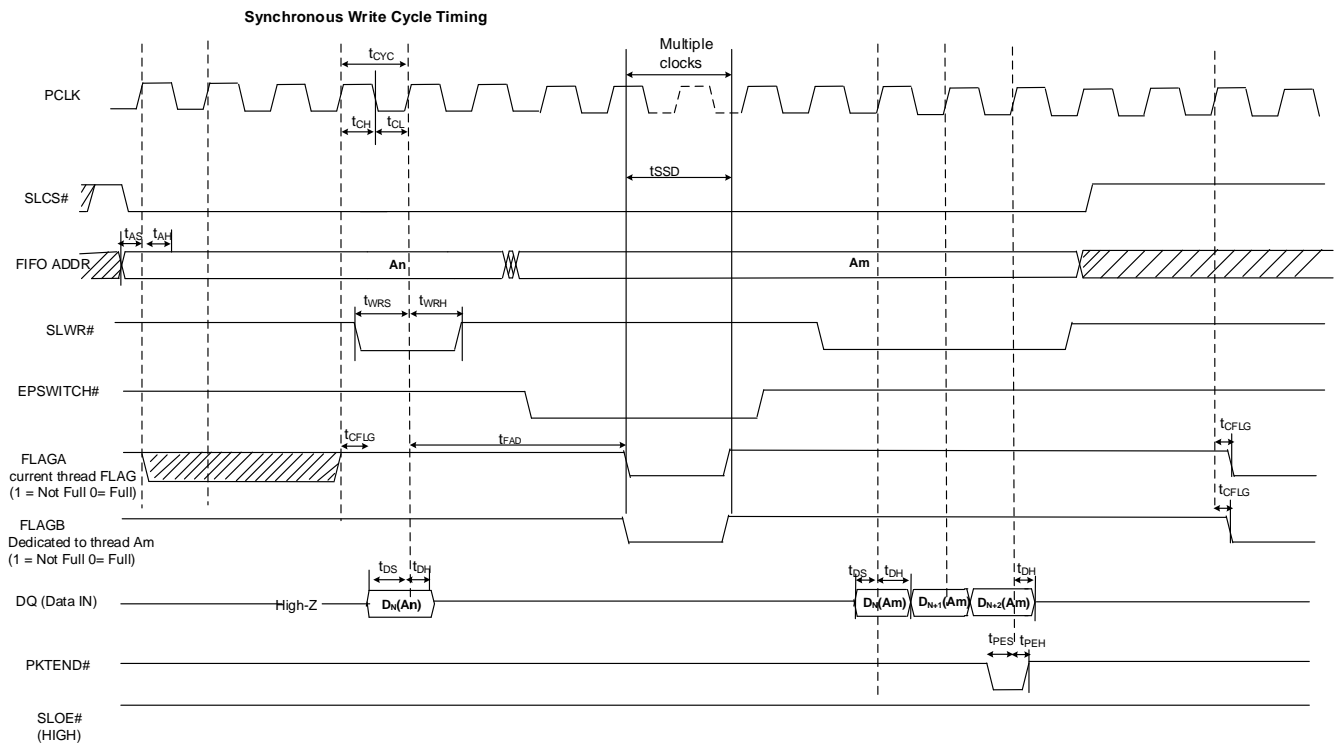 Synchronous Write Cycle Timing
Multiple
clocks
tCYC
PCLK
tCH
tCL
tSSD
SLCS#
tAS
tAH
FIFO ADDR
An
Am
tWRS
tWRH
SLWR#
EPSWITCH#
tCFLG
tFAD
tCFLG
FLAGA
current thread FLAG
(1 = Not Full 0= Full)
tCFLG
FLAGB
Dedicated to thread Am
(1 = Not Full 0= Full)
tDS
tDH
tDS
tDH
tDH
DQ (Data IN)
High-Z
DN(An)
DN(Am)
DN+1(Am)
DN+2(Am)
tPES
tPEH
PKTEND#
SLOE#
(HIGH)